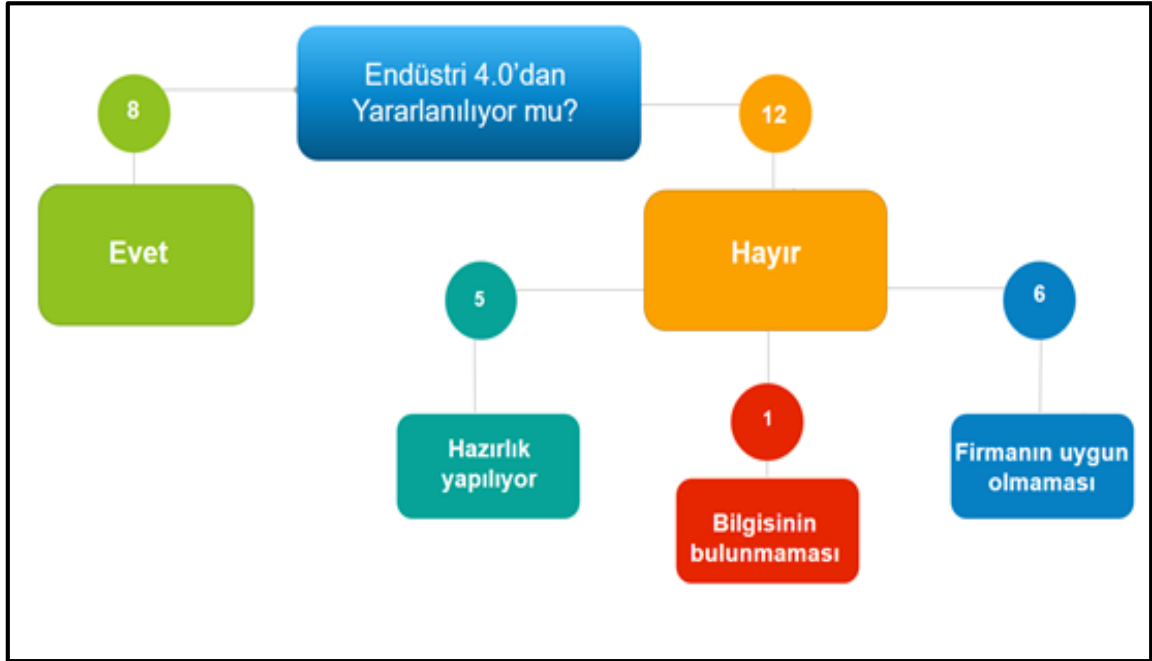 Endüstri 4.0'dan
Yararlanılıyor mu?
8
12
Evet
Hayır
5
6
1
Hazırlık
yapılıyor
Firmanın uygun
olmaması
Bilgisinin
bulunmaması